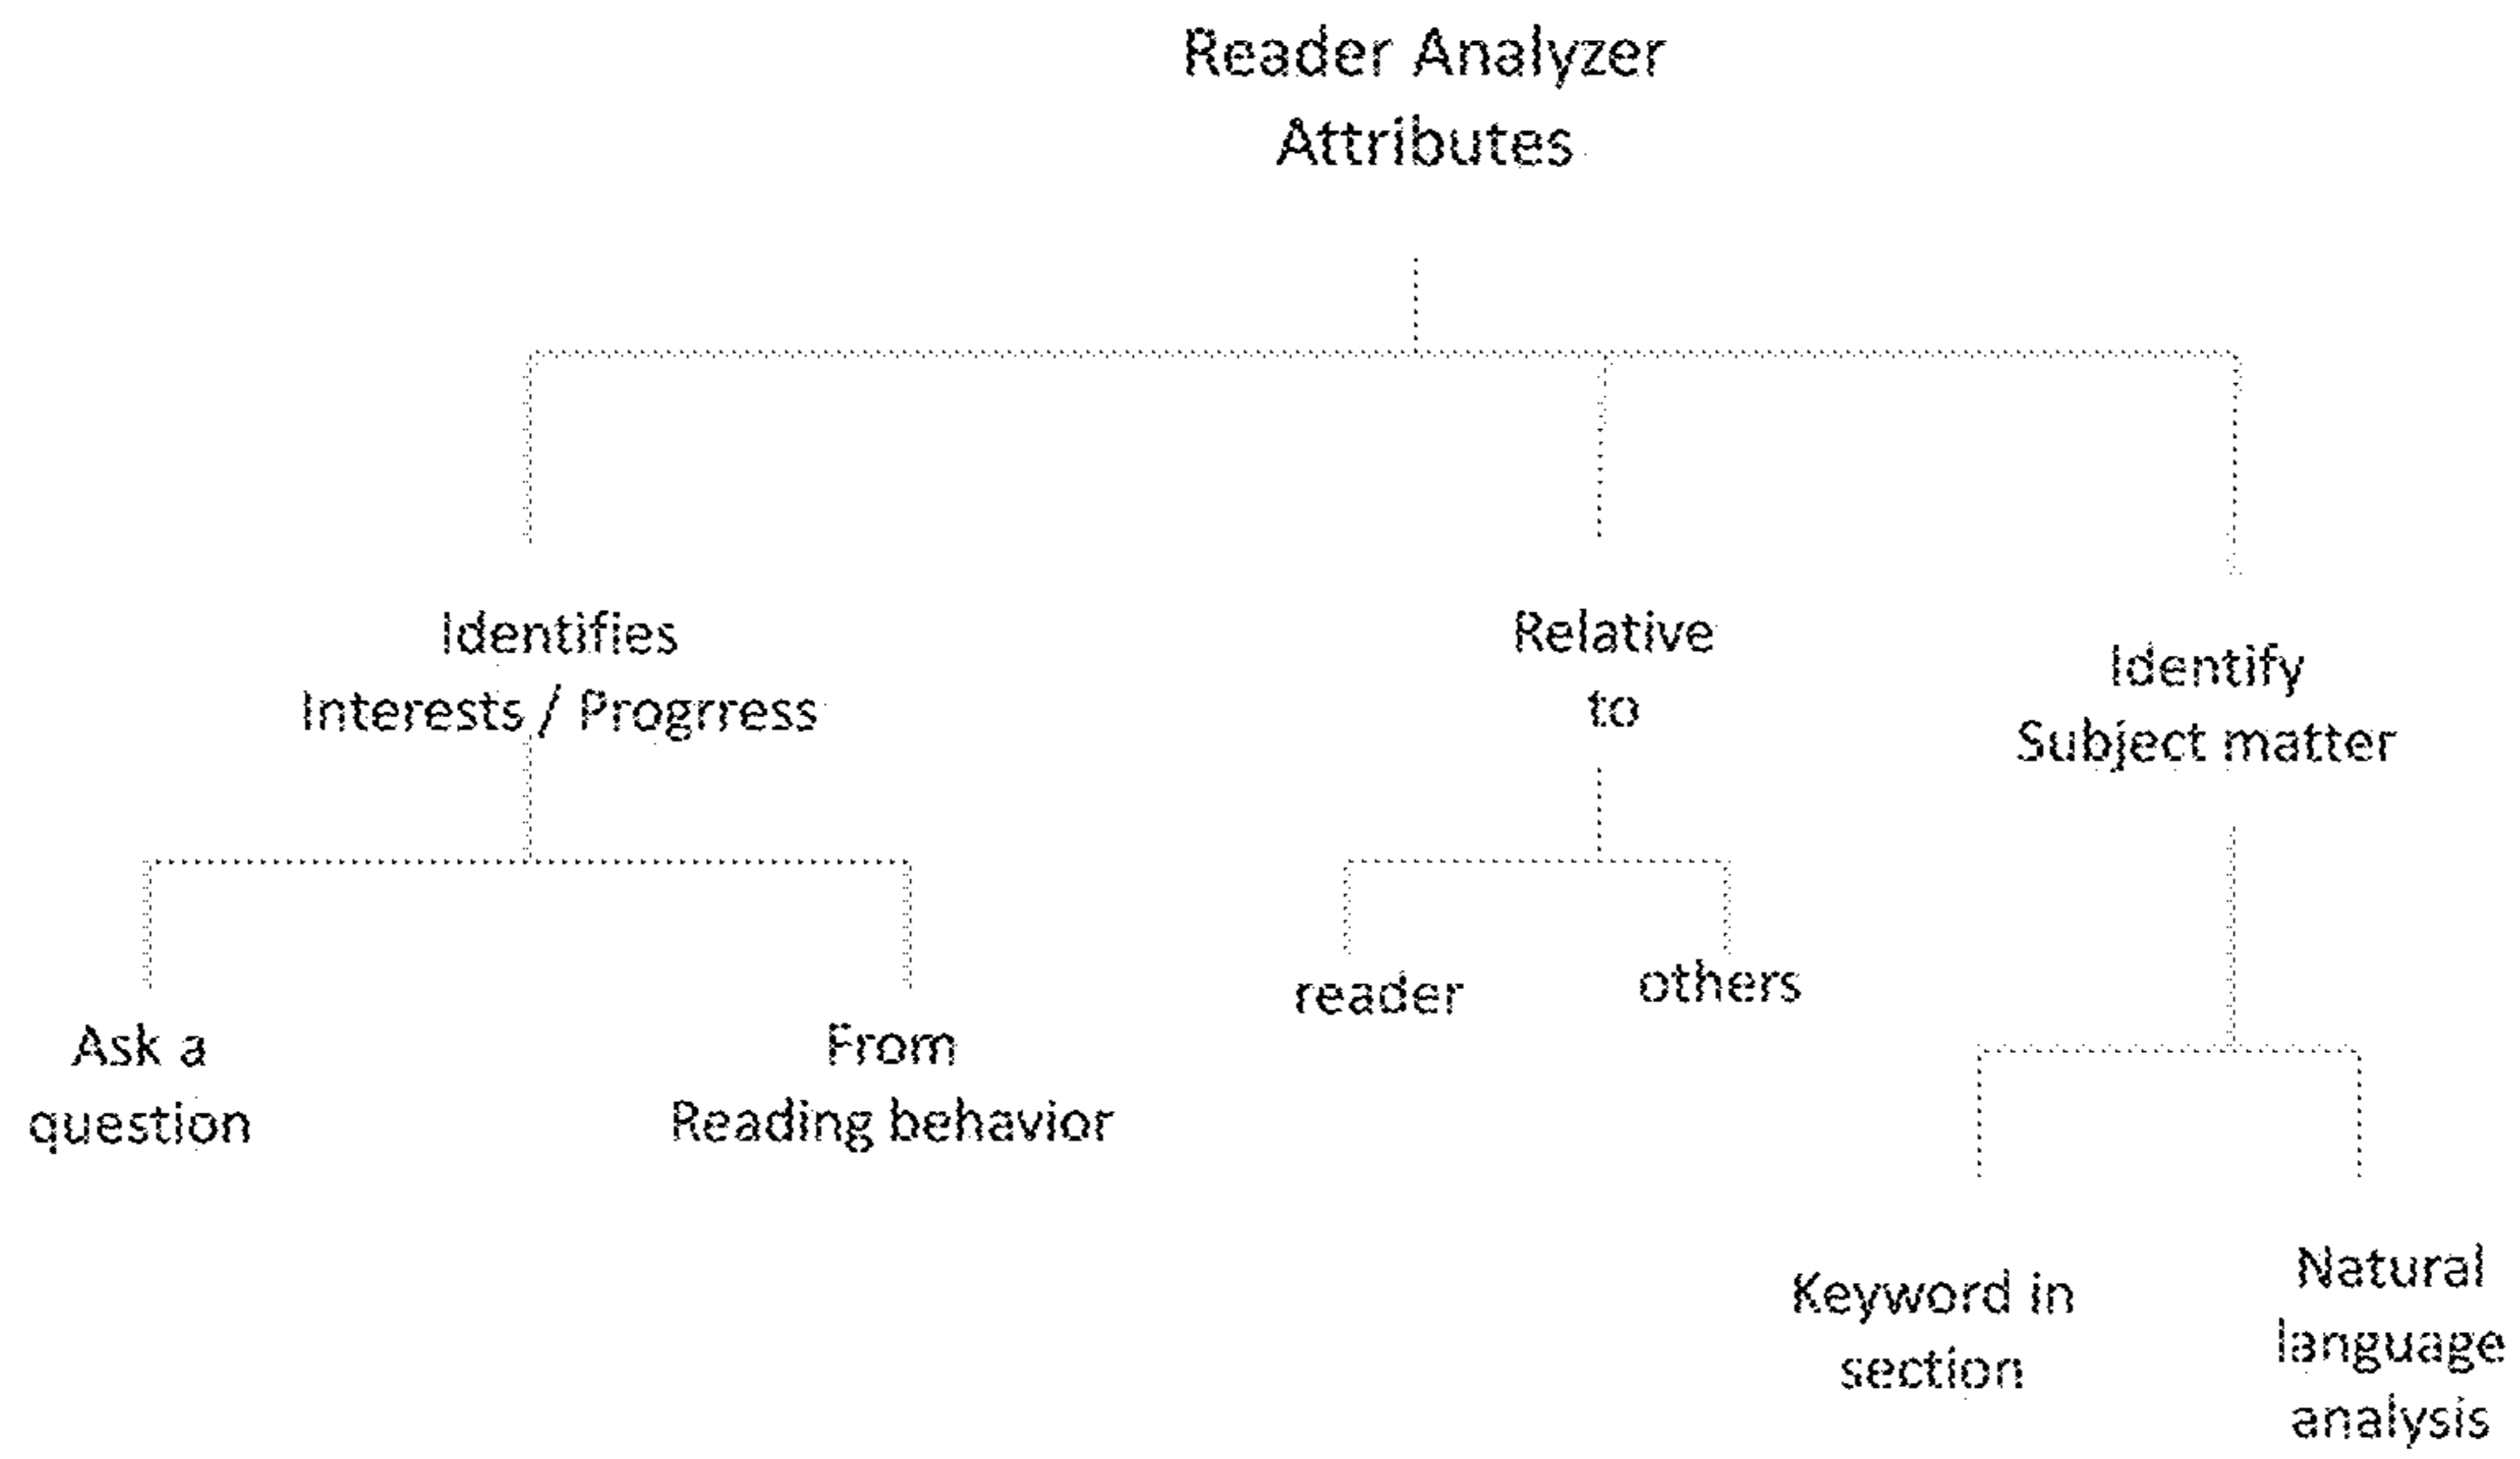 Reader Analyzer
Attributes
Identifies
Interests / Progrress
Relative
to
Identify
Subject matter
Ask a
question
From
Reading behavior
reader
others
Keyword in
section
Natural
language
analysis